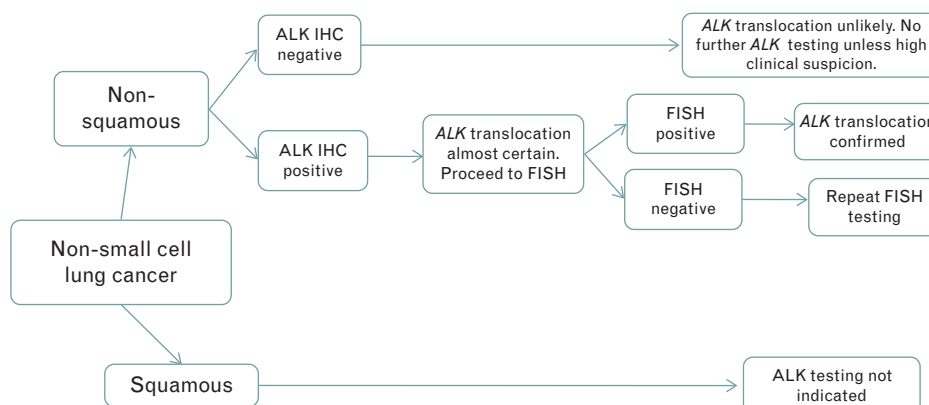 ALK IHC
negative
ALK translocation unlikely. No
further ALK testing unless high
clinical suspicion.
Non-
squamous
ALK IHC
positive
ALK translocation
almost certain.
Proceed to FISH
FISH
positive
ALK translocation
confirmed
FISH
negative
Repeat FISH
testing
Non-small cell
lung cancer
Squamous
ALK testing not
indicated